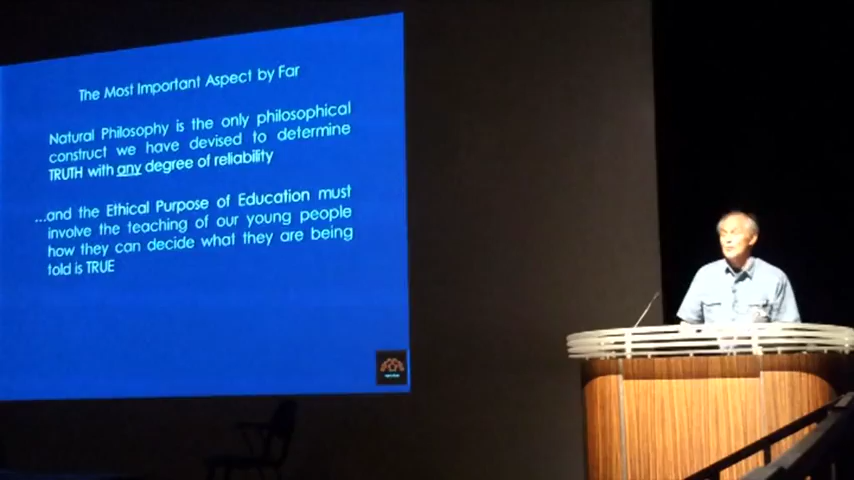 The Most Important Aspect by Far
Natural Philosophy is the only philosophical
construct we have devised to determine
TRUTH with any degree of reliability
...and the Ethical Purpose of Education must
involve the teaching of our young people
how they can decide what they are being
told is TRUE